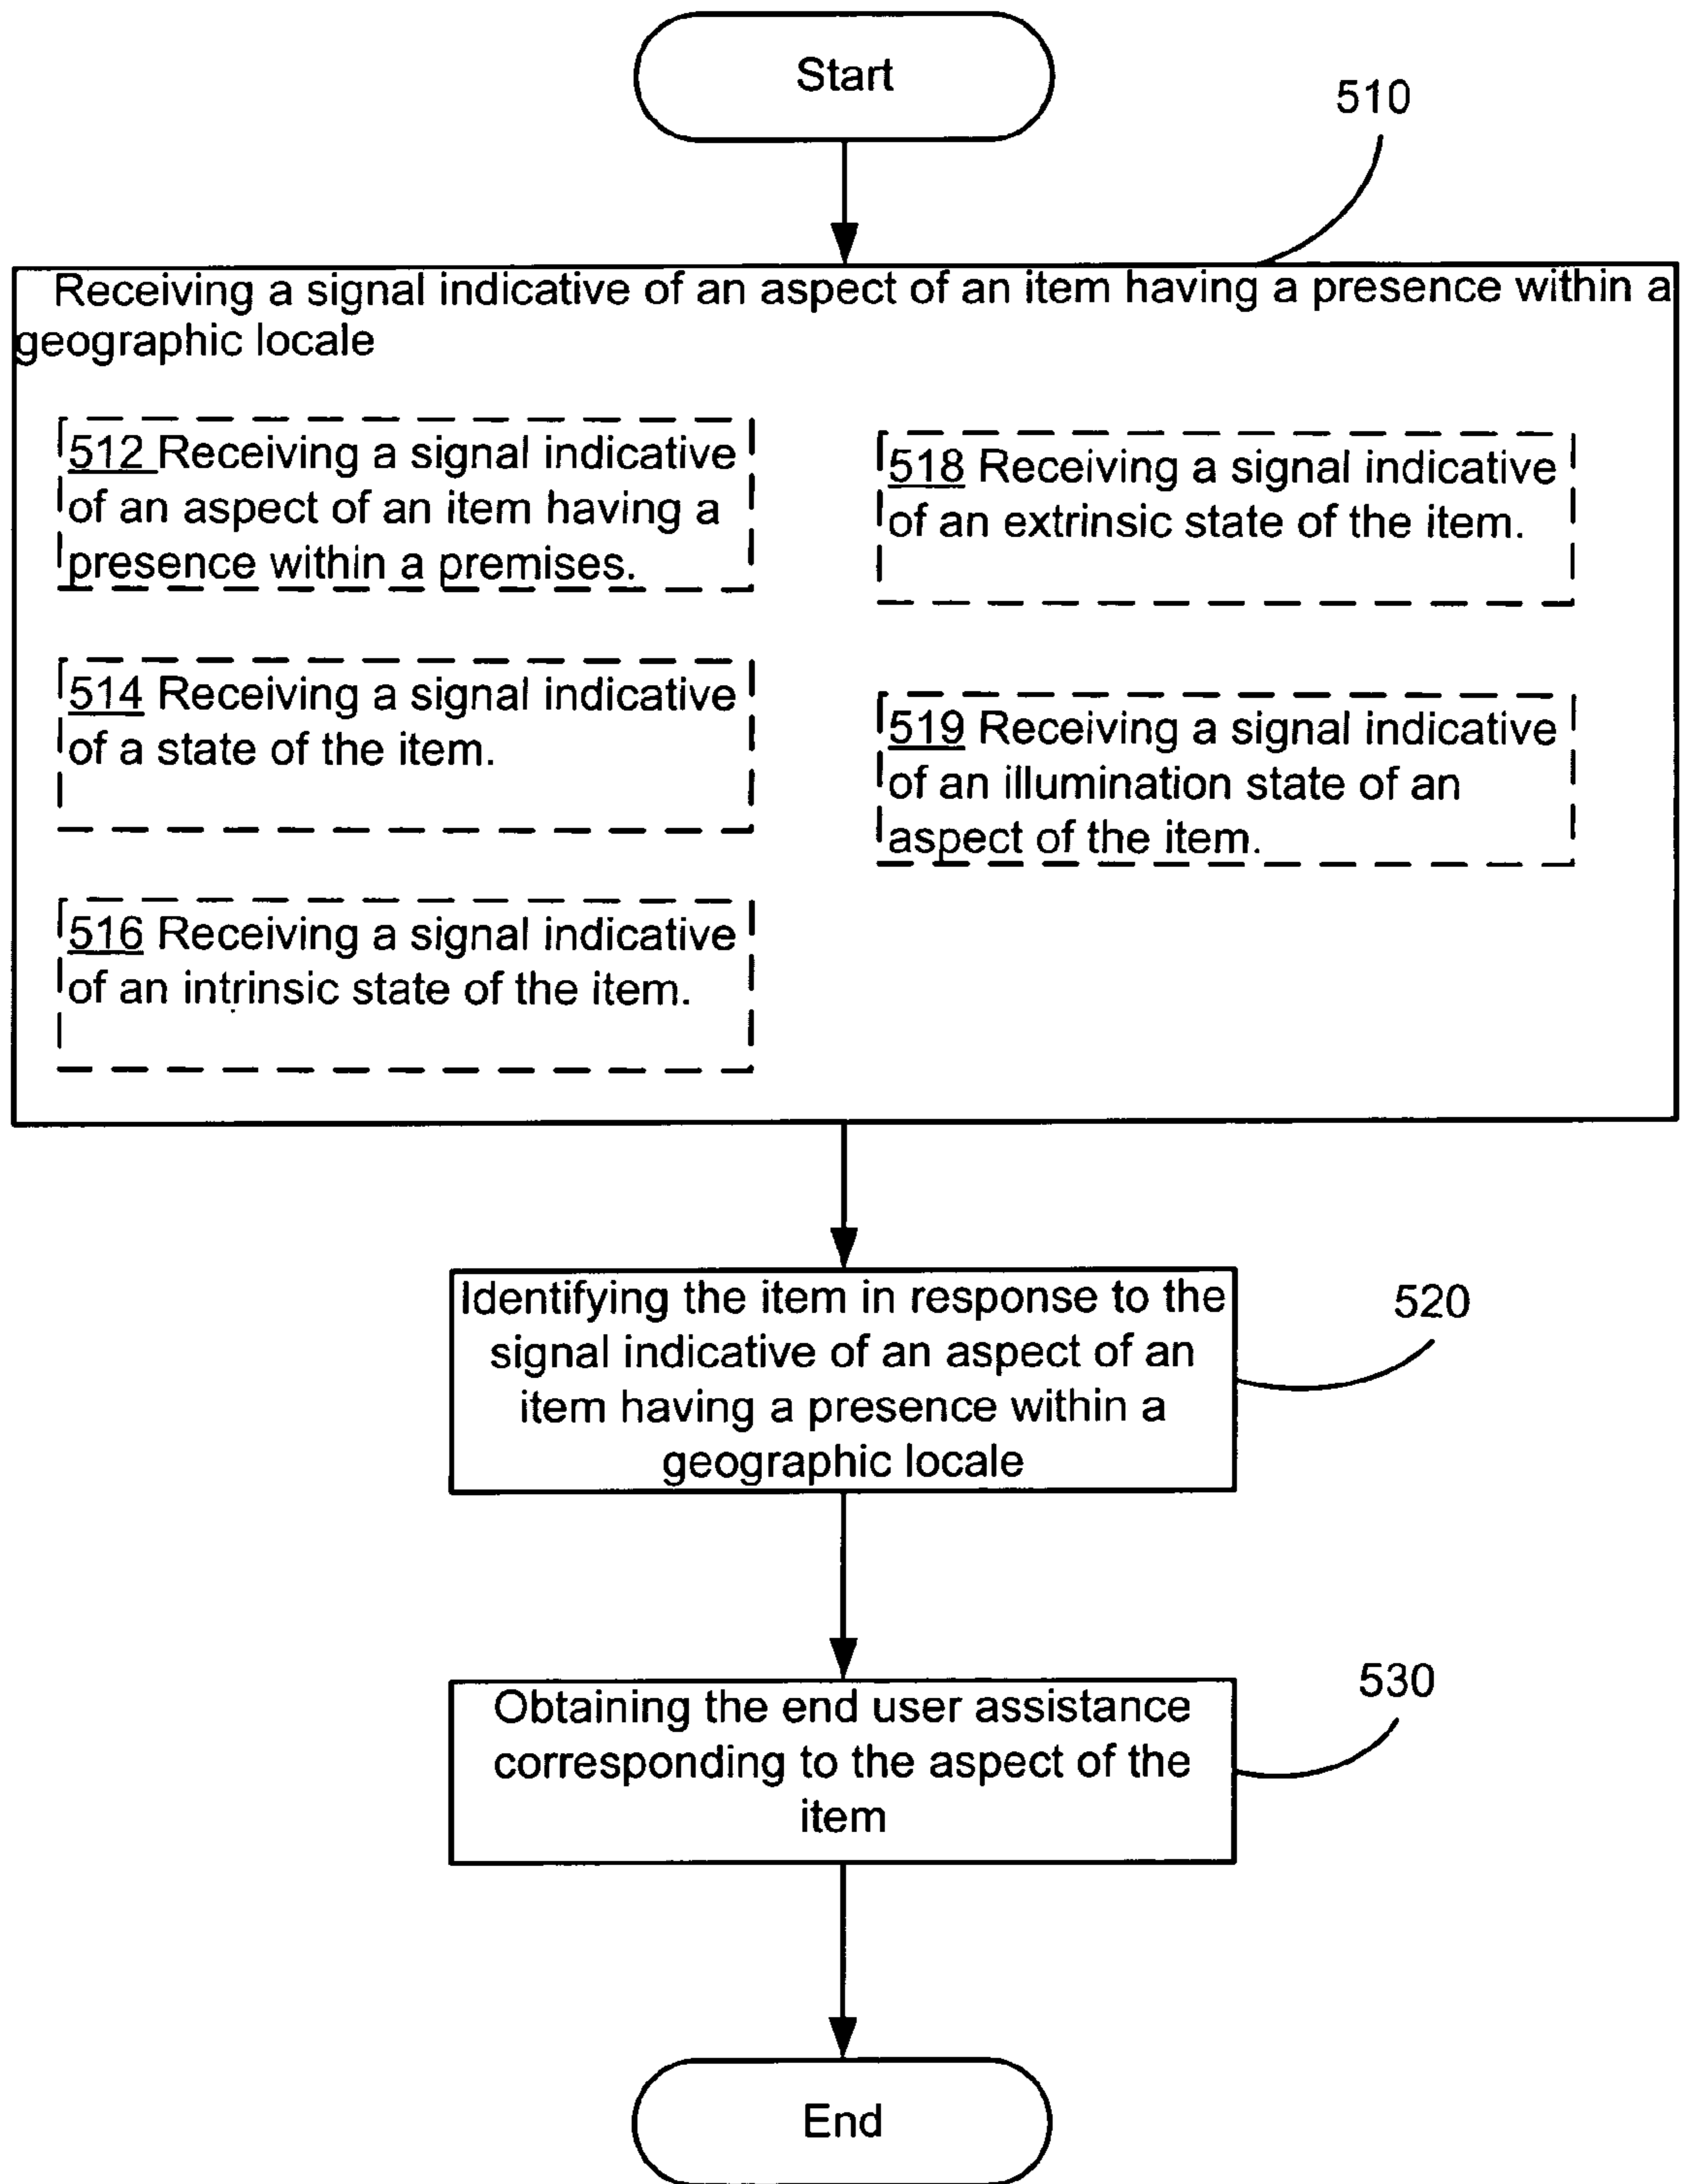 Start
510
Receiving a signal indicative of an aspect of an item having a presence within a
geographic locale
512 Receiving a signal indicative
of an aspect of an item having a
presence within a premises.
514 Receiving a signal indicative
of a state of the item.
516 Receiving a signal indicative
of an intrinsic state of the item.
518 Receiving a signal indicative
of an extrinsic state of the item.
519 Receiving a signal indicative
of an illumination state of an
aspect of the item.
Identifying the item in response to the
signal indicative of an aspect of an
item having a presence within a
geographic locale
520
Obtaining the end user assistance
corresponding to the aspect of the
item
530
End